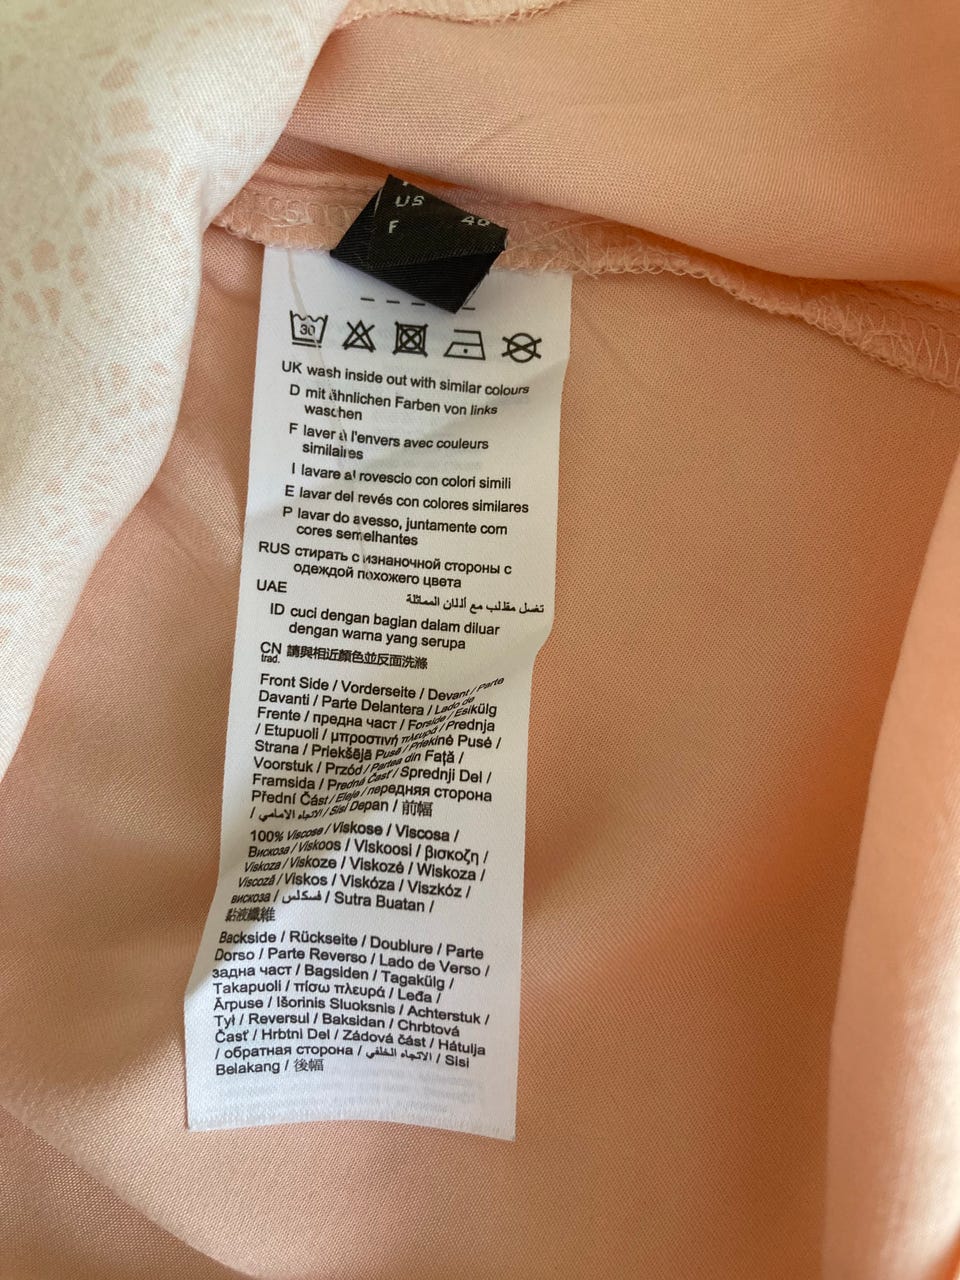 US 40
F
30
UK wash inside out with similar colours
D mit ähnlichen Farben von links
waschen
F laver à l'envers avec couleurs
similaires
I lavare al rovescio con colori simili
E lavar del revés con colores similares
P lavar do avesso, juntamente com
cores semelhantes
RUS стирать с изнаночной стороны с
одеждой похожего цвета
UAE
تغسل مقلب مع أللان المماثلة
ID cuci dengan bagian dalam diluar
dengan warna yang serupa
CN 請與相近顏色並反面洗滌
trad.
Front Side / Vorderseite / Devant / Parte
Davanti / Parte Delantera / Lado de
Frente / предна част / Forside / Esikülg
/ Etupuoli / μπροστινή πλευρά / Prednja
Strana / Priekšējā Puse / Priekinė Pusė /
Voorstuk / Przód / Partea din Față /
Framsida / Predná Časť / Sprednji Del /
Přední Část / Eleje / передняя сторона
/ الاتجاه الامامي / Sisi Depan / 前幅
100% Viscose / Viskose / Viscosa /
Вискоза / Viskoos / Viskoosi / βισκοζη /
Viskoza / Viskoze / Viskozė / Wiskoza /
Viscoză / Viskos / Viskóza / Viszkóz /
вискоза / فسكلس / Sutra Buatan /
黏液纖維
Backside / Rückseite / Doublure / Parte
Dorso / Parte Reverso / Lado de Verso /
задна част / Bagsiden / Tagakülg /
Takapuoli / πίσω πλευρά / Leđa /
Ārpuse / Išorinis Sluoksnis / Achterstuk /
Tył / Reversul / Baksidan / Chrbtová
Časť / Hrbtni Del / Zádová část / Hátulja
/ обратная сторона / الاتجاه الخلفي / Sisi
Belakang / 後幅